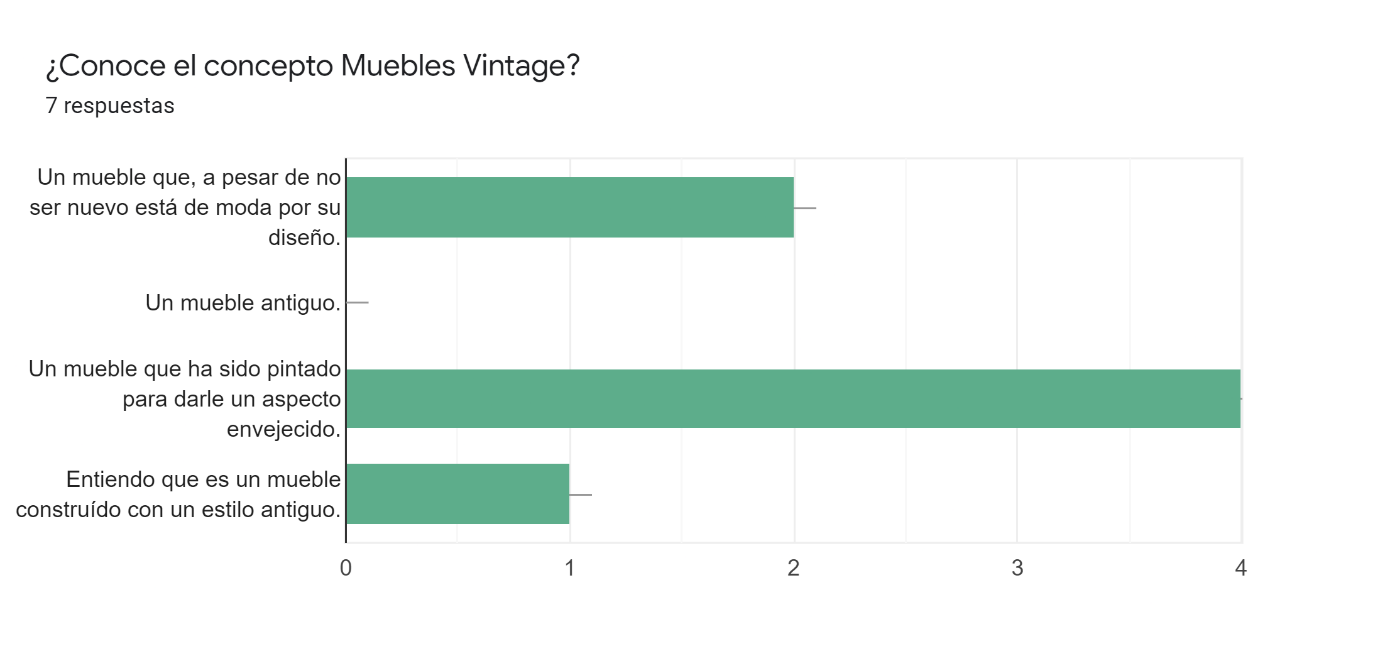 ¿Conoce el concepto Muebles Vintage?
7 respuestas
Un mueble que, a pesar de no
ser nuevo está de moda por su
diseño.
Un mueble antiguo.
Un mueble que ha sido pintado
para darle un aspecto
envejecido.
Entiendo que es un mueble
construído con un estilo antiguo.
0 1 2 3 4